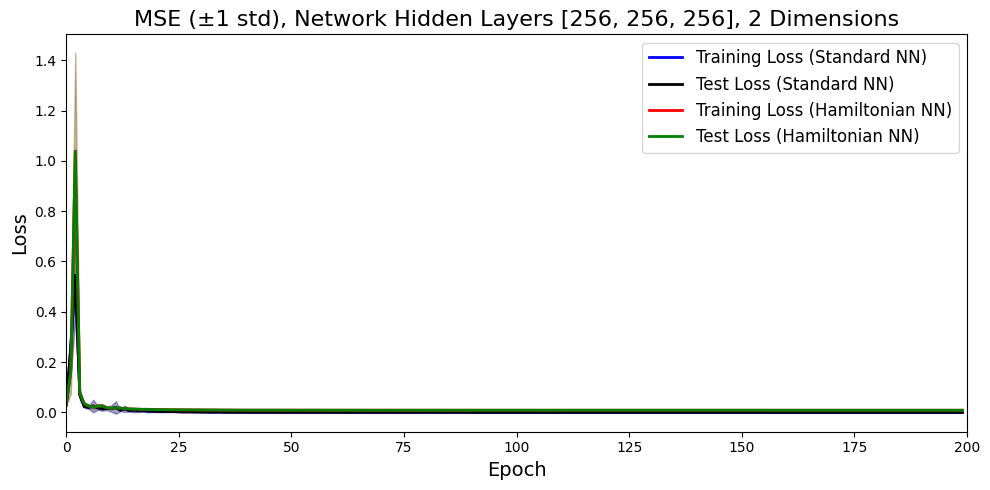 MSE (±1 std), Network Hidden Layers [256, 256, 256], 2 Dimensions
Training Loss (Standard NN)
Test Loss (Standard NN)
Training Loss (Hamiltonian NN)
Test Loss (Hamiltonian NN)
Loss
1.4
1.2
1.0
0.8
0.6
0.4
0.2
0.0
0 25 50 75 100 125 150 175 200
Epoch